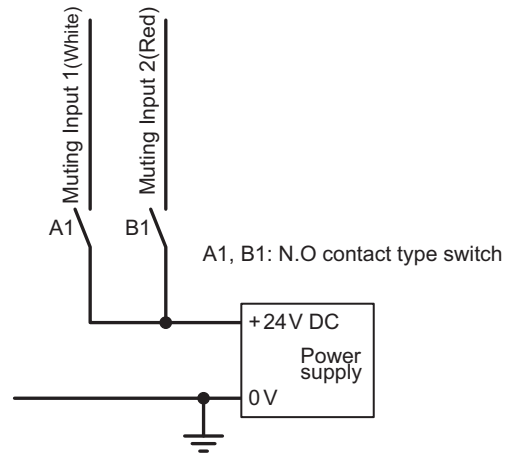 Muting Input 1(White)
Muting Input 2(Red)
A1
B1
A1, B1: N.O contact type switch
+24V DC
Power
supply
0V